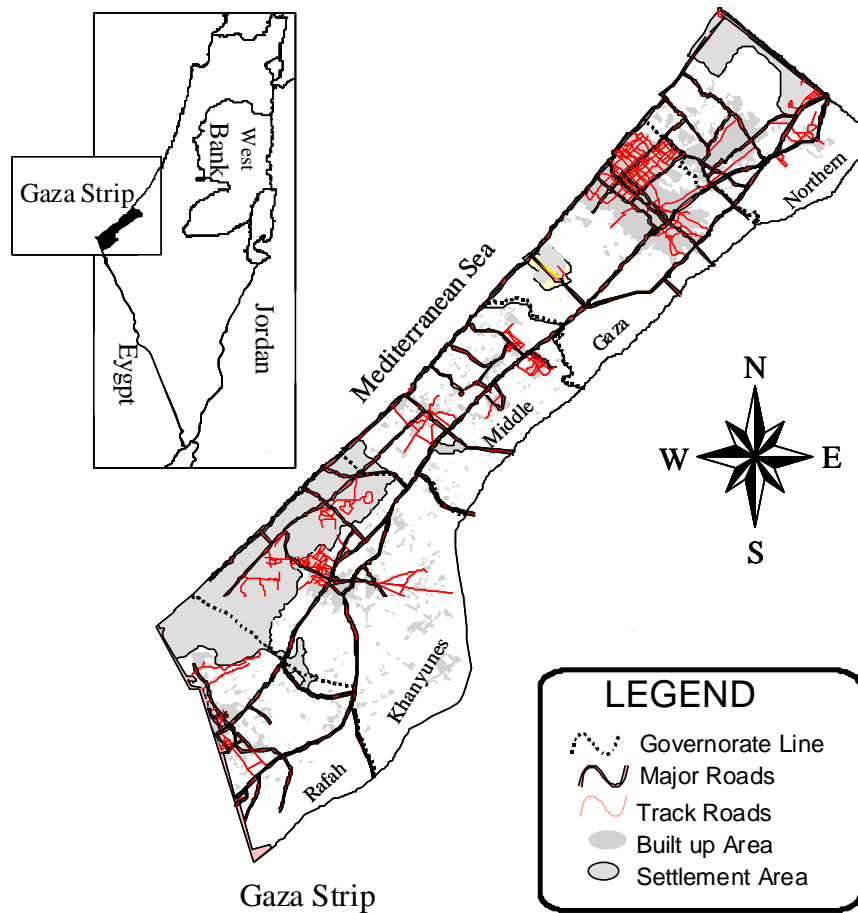 West
Bank
Gaza Strip
Jordan
Eygpt
Mediterranean Sea
Northern
Gaza
Middle
Khanyunes
Rafah
N
W
E
S
LEGEND
Governorate Line
Major Roads
Track Roads
Built up Area
Settlement Area
Gaza Strip